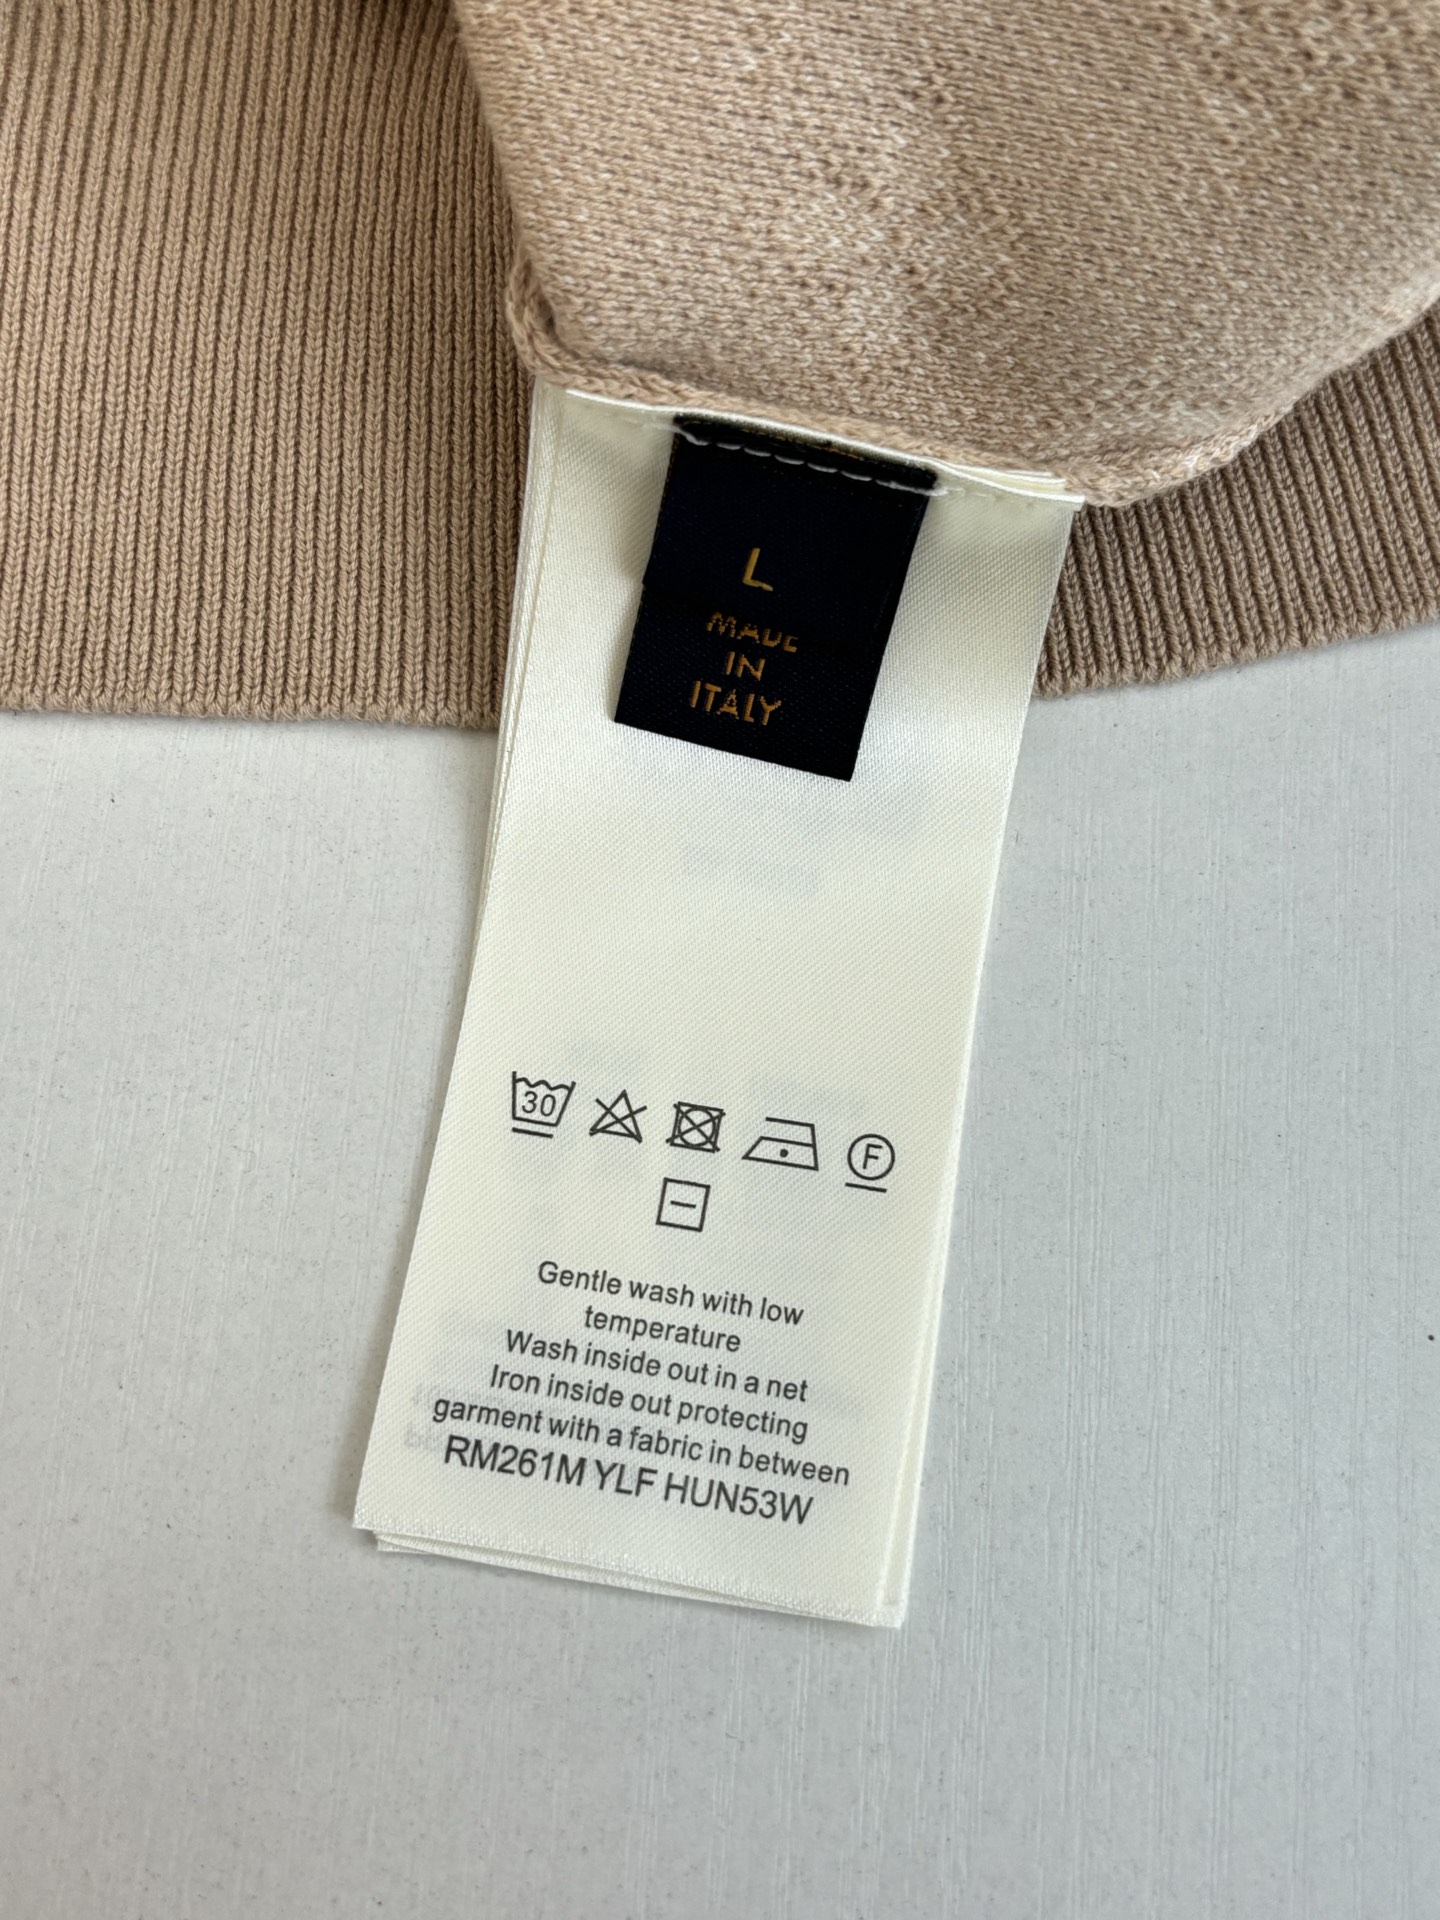 L
MADE
IN
ITALY
30
F
Gentle wash with low
temperature
Wash inside out in a net
Iron inside out protecting
garment with a fabric in between
RM261M YLF HUN53W